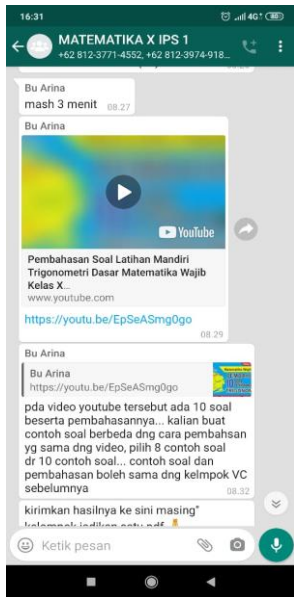 16:31
4G
MATEMATIKA X IPS 1
+62 812-3771-4552, +62 812-3974-918...
Bu Arina
mash 3 menit 08.27
Bu Arina
YouTube
Pembahasan Soal Latihan Mandiri
Trigonometri Dasar Matematika Wajib
Kelas X...
www.youtube.com
https://youtu.be/EpSeASmg0go
08.29
Bu Arina
Bu Arina
https://youtu.be/EpSeASmg0go
pda video youtube tersebut ada 10 soal
beserta pembahasannya... kalian buat
contoh soal berbeda dng cara pembahsan
yg sama dng video, pilih 8 contoh soal
dr 10 contoh soal... contoh soal dan
pembahasan boleh sama dng kelmpok VC
sebelumnya 08.32
kirimkan hasilnya ke sini masing"
kelompok jadikan satu pdf
Ketik pesan